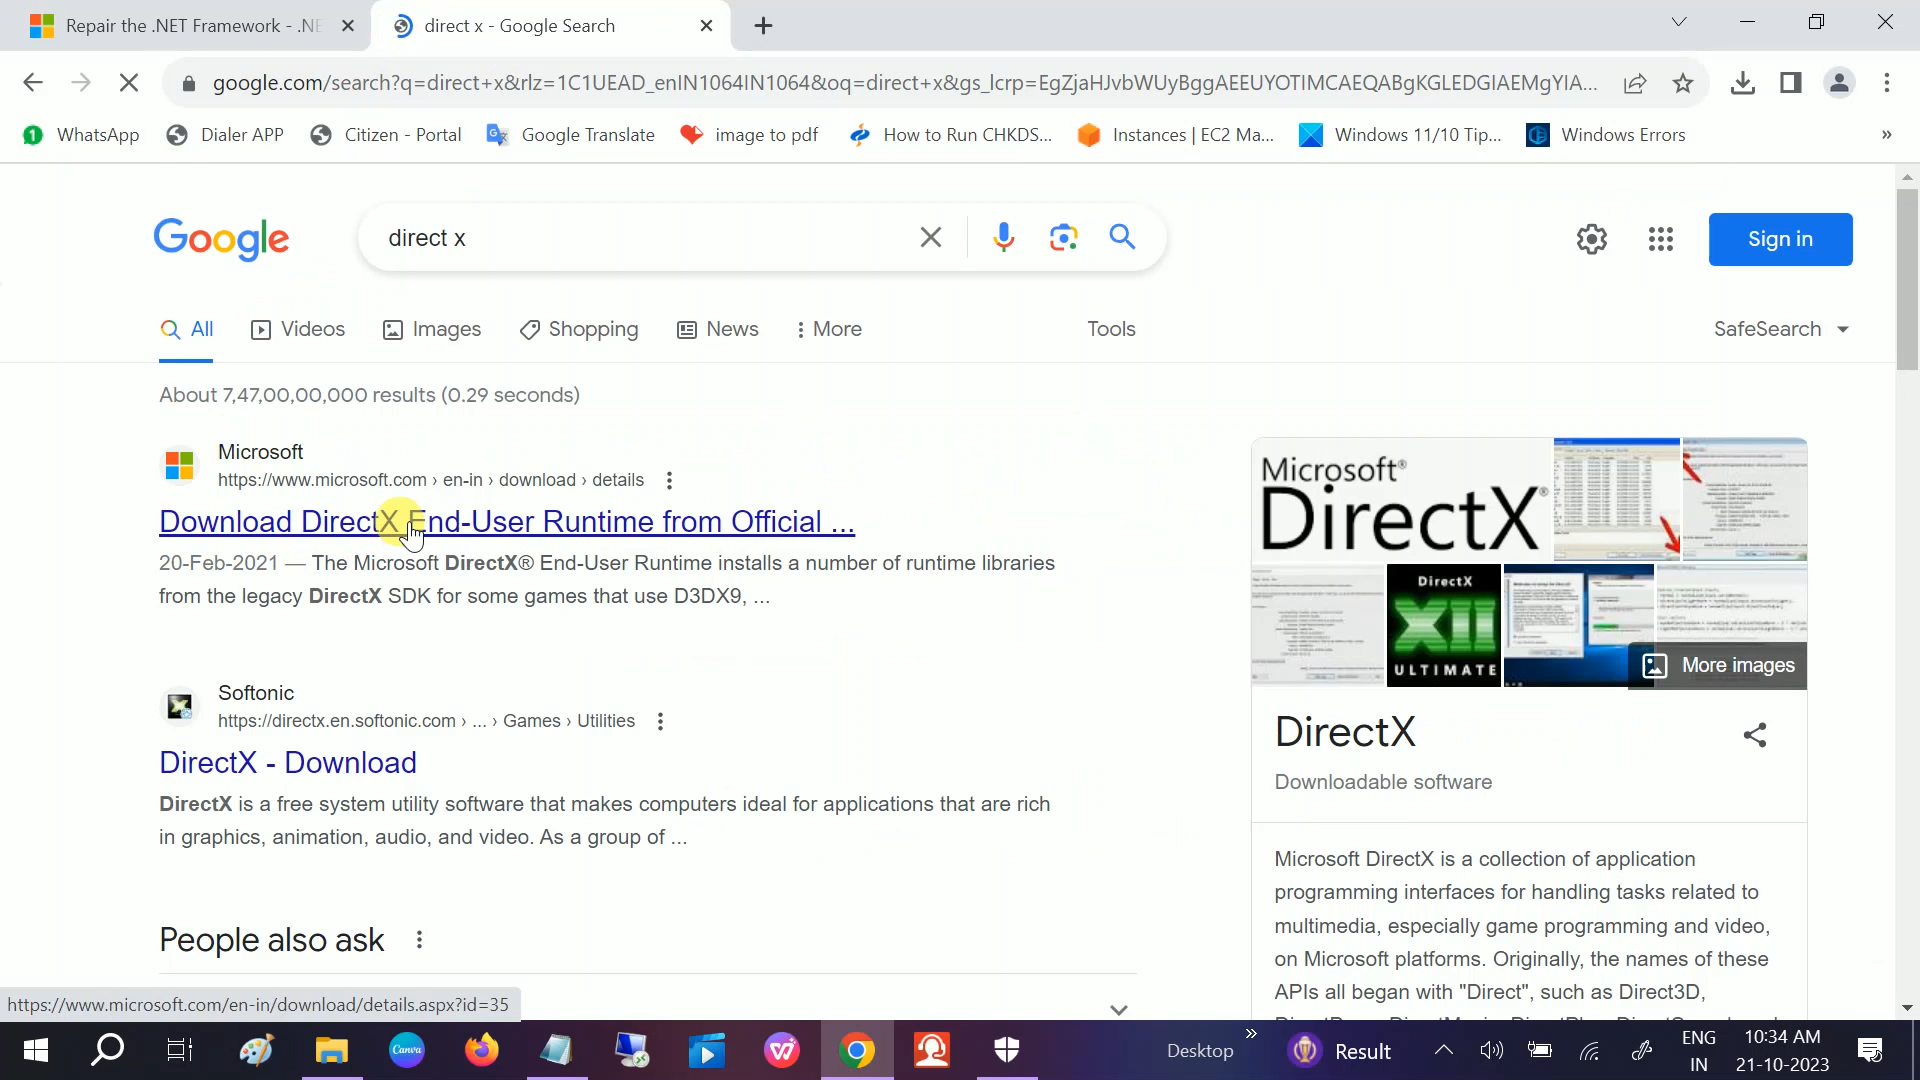 Repair the .NET Framework - .NE
direct x - Google Search
google.com/search?q=direct+x&rlz=1C1UEAD_enIN1064IN1064&oq=direct+x&gs_lcrp=EgZjaHJvbWUyBggAEEUYOTIMCAEQABgKGLEDGIAEMgYIA...
WhatsApp
Dialer APP
Citizen - Portal
Google Translate
image to pdf
How to Run CHKDS...
Instances | EC2 Ma...
Windows 11/10 Tip...
Windows Errors
Google
direct x
Sign in
All
Videos
Images
Shopping
News
More
Tools
SafeSearch
About 7,47,00,00,000 results (0.29 seconds)
Microsoft
https://www.microsoft.com › en-in › download › details
Download DirectX End-User Runtime from Official ...
20-Feb-2021 — The Microsoft DirectX® End-User Runtime installs a number of runtime libraries
from the legacy DirectX SDK for some games that use D3DX9, ...
Softonic
https://directx.en.softonic.com › ... › Games › Utilities
DirectX - Download
DirectX is a free system utility software that makes computers ideal for applications that are rich
in graphics, animation, audio, and video. As a group of ...
People also ask
Microsoft®
DirectX®
DirectX
XII
ULTIMATE
More images
DirectX
Downloadable software
Microsoft DirectX is a collection of application
programming interfaces for handling tasks related to
multimedia, especially game programming and video,
on Microsoft platforms. Originally, the names of these
APIs all began with "Direct", such as Direct3D,
https://www.microsoft.com/en-in/download/details.aspx?id=35
Canva
Desktop
Result
ENG
IN
10:34 AM
21-10-2023